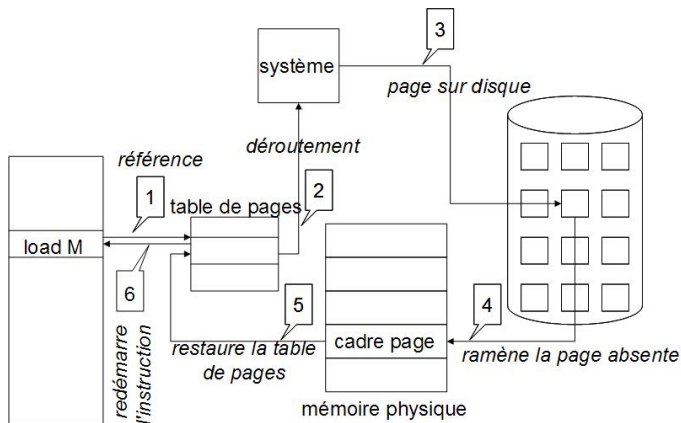 3
système
page sur disque
déroutement
référence
1
2
table de pages
load M
6
5
4
restaure la table
de pages
cadre page
ramène la page absente
redémarre
l'instruction
mémoire physique